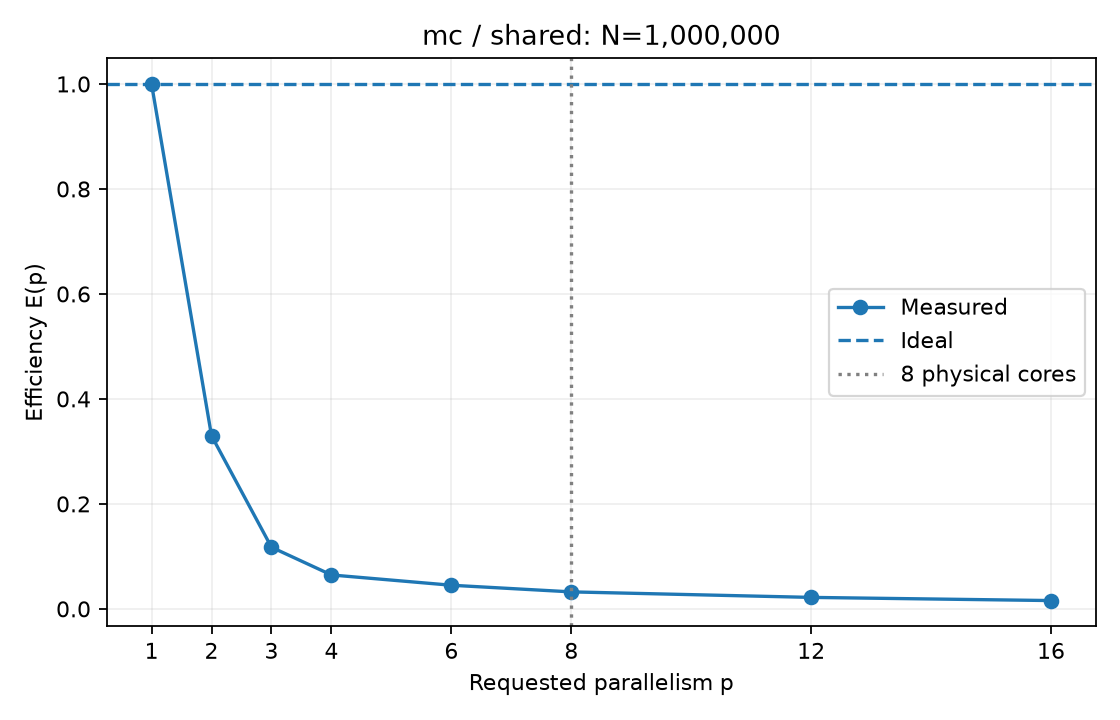 mc / shared: N=1,000,000
Efficiency E(p)
1.0
0.8
0.6
0.4
0.2
0.0
Measured
Ideal
8 physical cores
1 2 3 4 6 8 12 16
Requested parallelism p